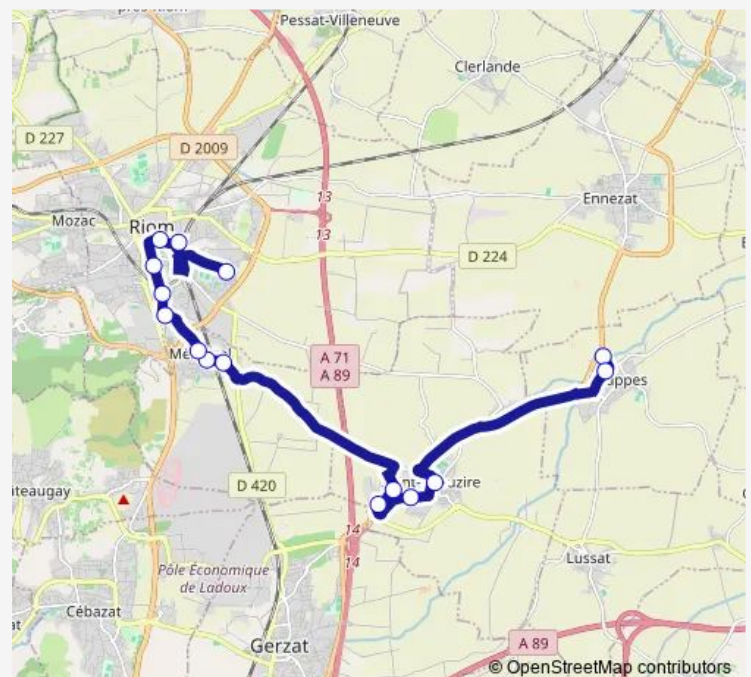 Pessat-Villeneuve
Clerlande
D 227
D 2009
Ennezat
Mozac
Riom
13
13
D 224
A 71
A 89
D 420
14
14
Lussat
Pôle Économique
de Ladoux
Cébazat
Gerzat
A 89
© OpenStreetMap contributors